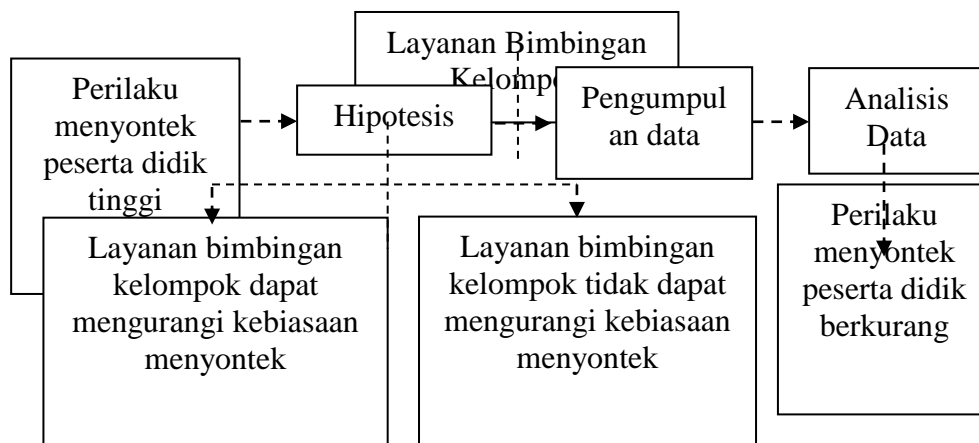 Layanan Bimbingan
Perilaku
menyontek
peserta didik
tinggi
Hipotesis
Pengumpul
an data
Analisis
Data
Layanan bimbingan
kelompok dapat
mengurangi kebiasaan
menyontek
Layanan bimbingan
kelompok tidak dapat
mengurangi kebiasaan
menyontek
Perilaku
menyontek
peserta didik
berkurang